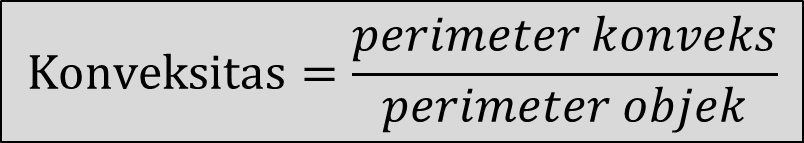 Konveksitas = perimeter konveks / perimeter objek